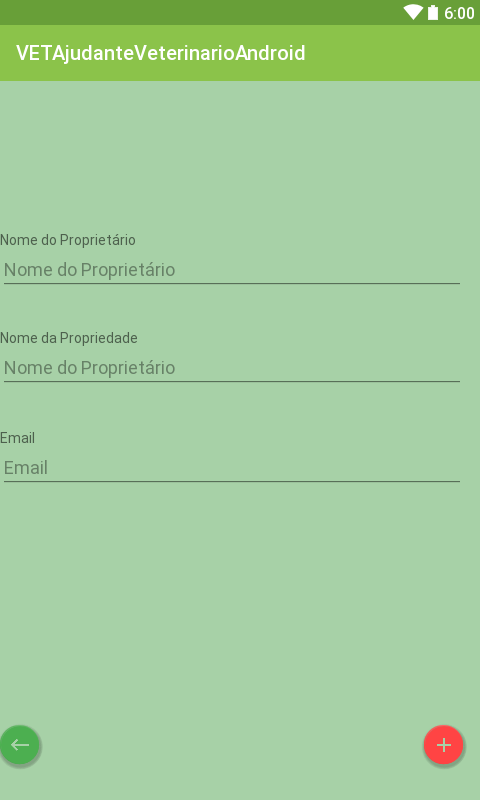 6:00
VETAjudanteVeterinarioAndroid
Nome do Proprietário
Nome do Proprietário
Nome da Propriedade
Nome do Proprietário
Email
Email